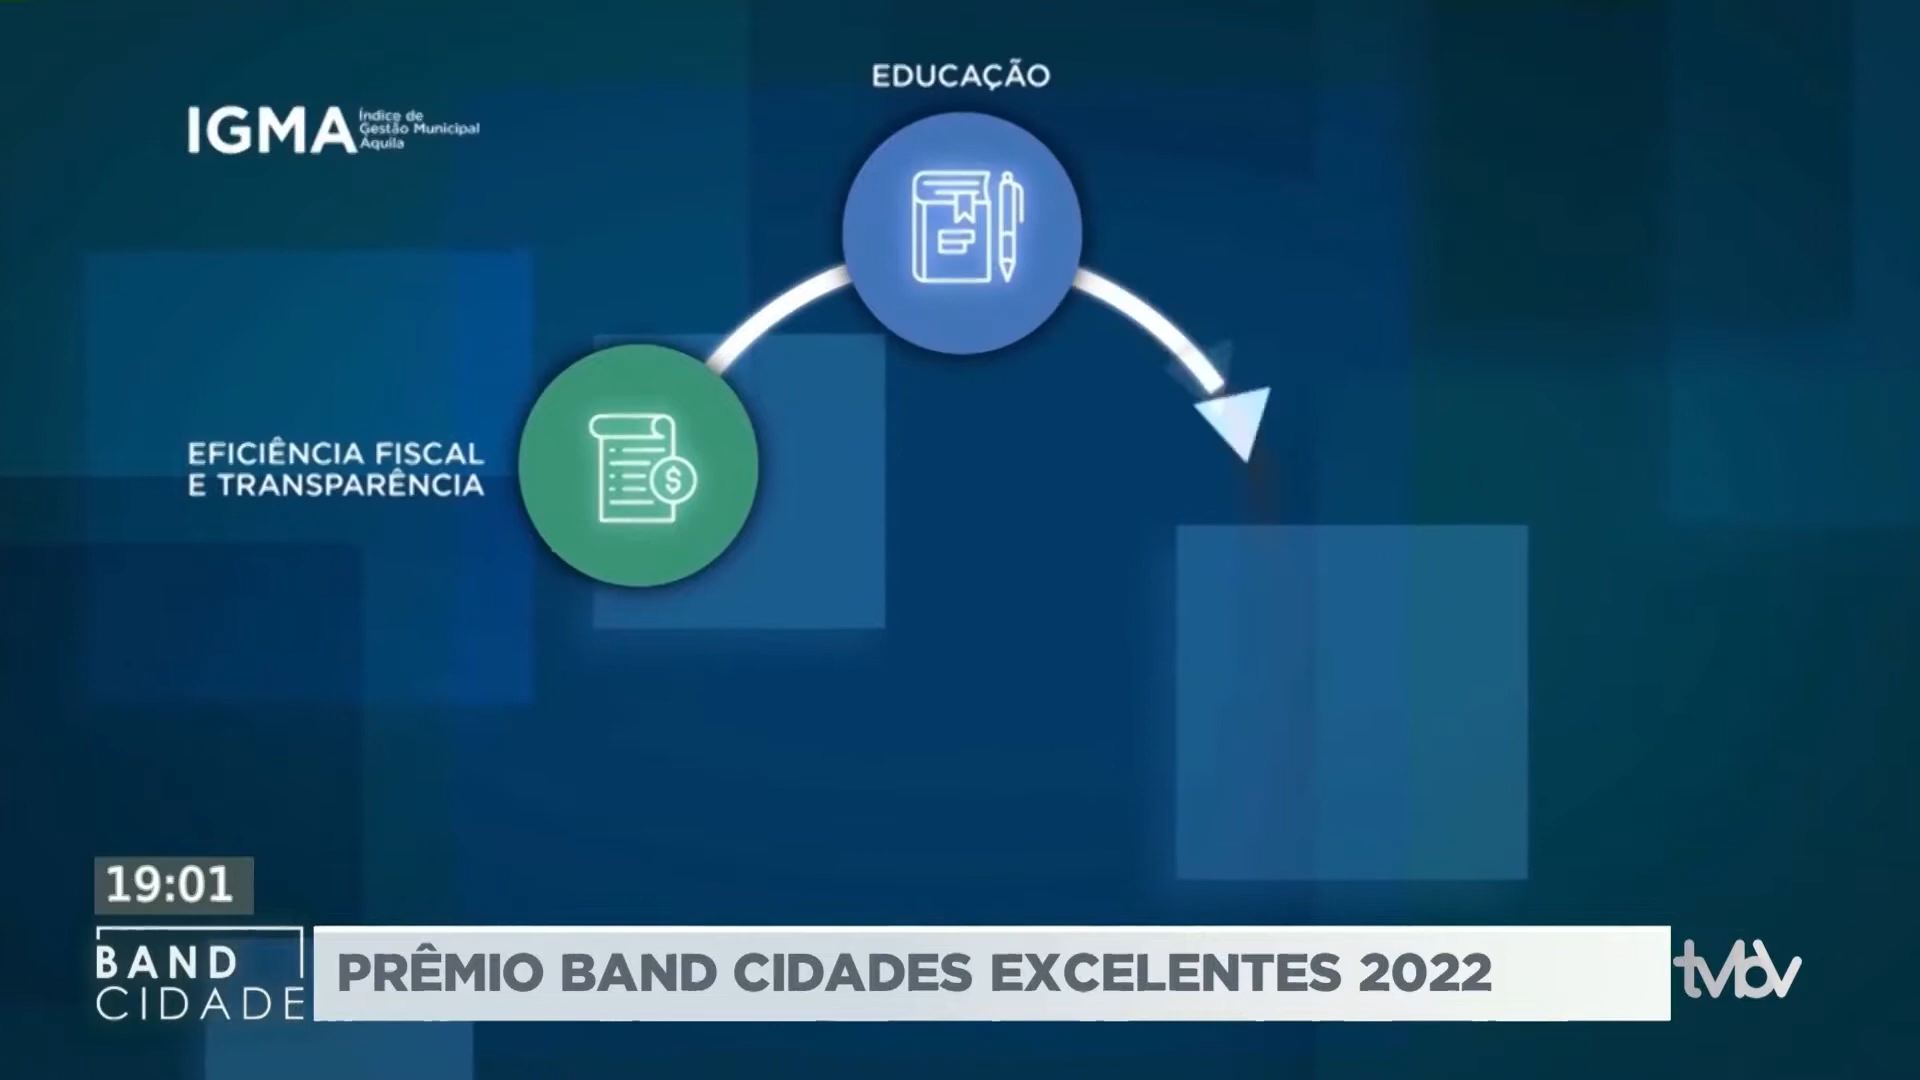 EDUCAÇÃO
IGMA
Índice de
Gestão Municipal
Áquila
EFICIÊNCIA FISCAL
E TRANSPARÊNCIA
$
19:01
BAND
CIDADE
PRÊMIO BAND CIDADES EXCELENTES 2022
tvbv